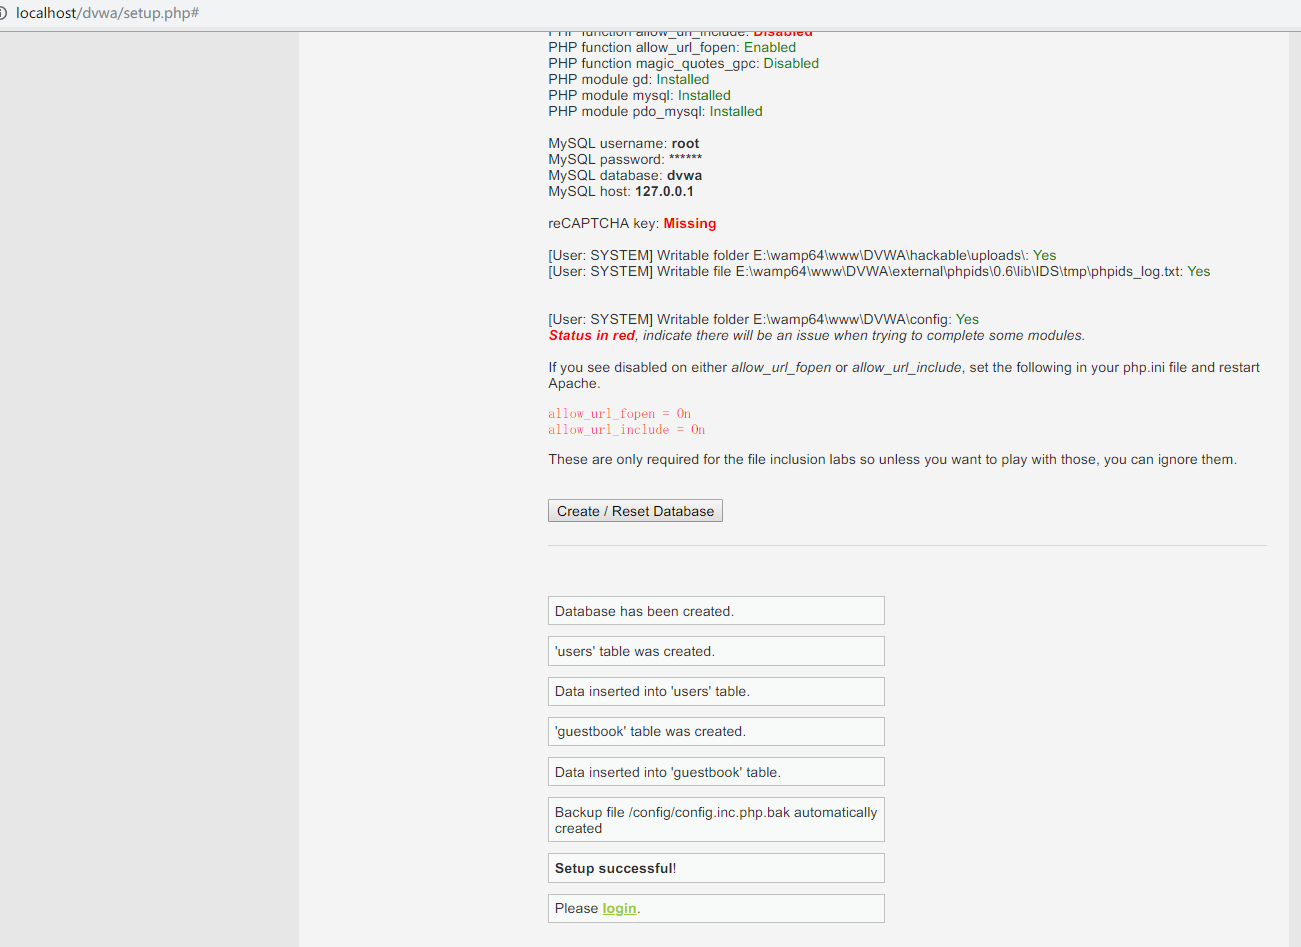 localhost/dvwa/setup.php#
PHP function allow_url_include: Disabled
PHP function allow_url_fopen: Enabled
PHP function magic_quotes_gpc: Disabled
PHP module gd: Installed
PHP module mysql: Installed
PHP module pdo_mysql: Installed
MySQL username: root
MySQL password: ******
MySQL database: dvwa
MySQL host: 127.0.0.1
reCAPTCHA key: Missing
[User: SYSTEM] Writable folder E:\wamp64\www\DVWA\hackable\uploads\: Yes
[User: SYSTEM] Writable file E:\wamp64\www\DVWA\external\phpids\0.6\lib\IDS\tmp\phpids_log.txt: Yes
[User: SYSTEM] Writable folder E:\wamp64\www\DVWA\config: Yes
Status in red, indicate there will be an issue when trying to complete some modules.
If you see disabled on either allow_url_fopen or allow_url_include, set the following in your php.ini file and restart
Apache.
allow_url_fopen = On
allow_url_include = On
These are only required for the file inclusion labs so unless you want to play with those, you can ignore them.
Create / Reset Database
Database has been created.
'users' table was created.
Data inserted into 'users' table.
'guestbook' table was created.
Data inserted into 'guestbook' table.
Backup file /config/config.inc.php.bak automatically
created
Setup successful!
Please login.